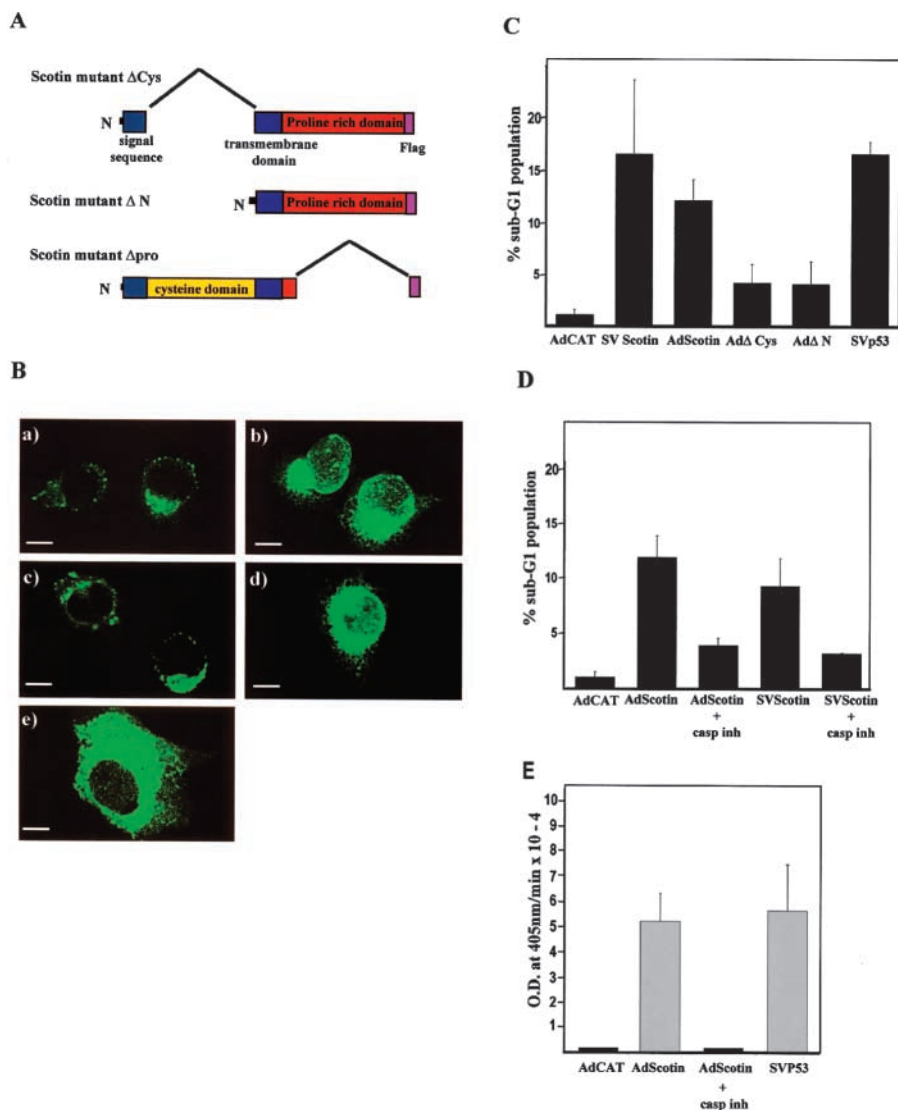 A
Scotin mutant ΔCys
N
signal sequence
transmembrane domain
Proline rich domain
Flag
Scotin mutant Δ N
N
Proline rich domain
Scotin mutant Δpro
N
cysteine domain
B
a)
b)
c)
d)
e)
C
% sub-G1 population
20
15
10
5
AdCAT SV Scotin AdScotin AdΔ Cys AdΔ N SVp53
D
% sub-G1 population
20
15
10
5
AdCAT AdScotin AdScotin + casp inh SVScotin SVScotin + casp inh
E
O.D. at 405nm/min x 10 - 4
10
9
8
7
6
5
4
3
2
1
AdCAT AdScotin AdScotin + casp inh SVP53